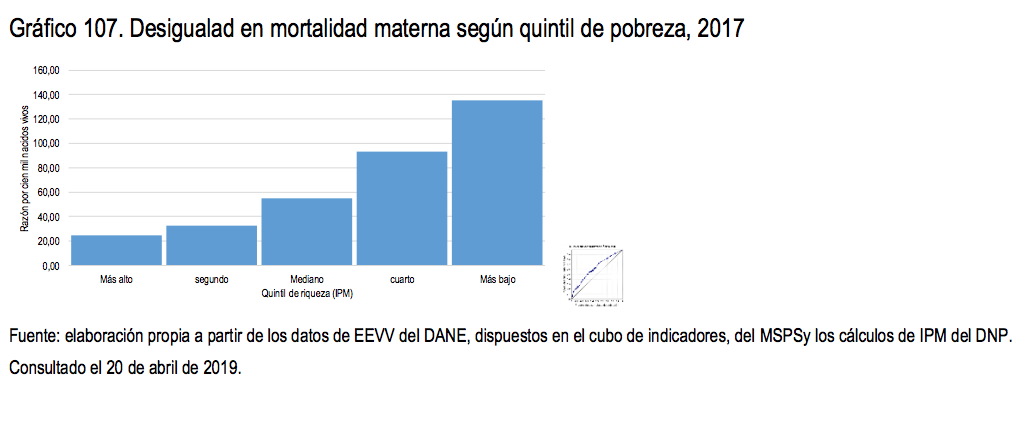 Gráfico 107. Desigualad en mortalidad materna según quintil de pobreza, 2017
Razón por cien mil nacidos vivos
160,00
140,00
120,00
100,00
80,00
60,00
40,00
20,00
0,00
Más alto segundo Mediano cuarto Más bajo
Quintil de riqueza (IPM)
Fuente: elaboración propia a partir de los datos de EEVV del DANE, dispuestos en el cubo de indicadores, del MSPSy los cálculos de IPM del DNP.
Consultado el 20 de abril de 2019.